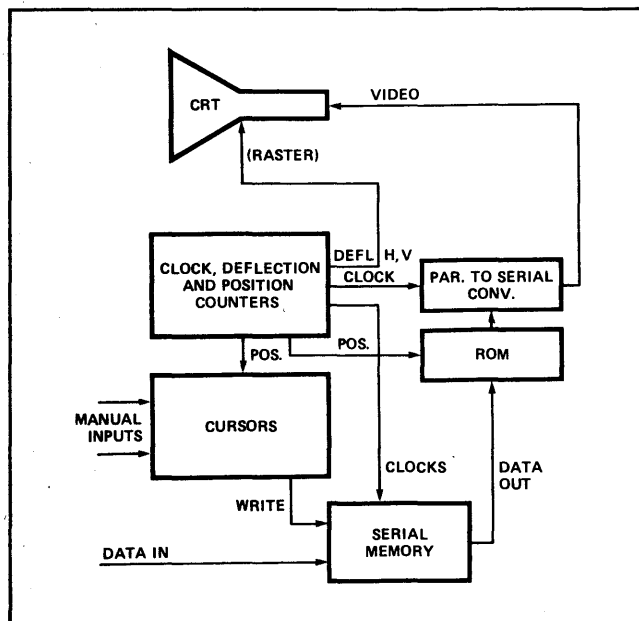 VIDEO
CRT
(RASTER)
DEFL H, V
CLOCK, DEFLECTION
AND POSITION
COUNTERS
CLOCK
PAR. TO SERIAL
CONV.
POS.
POS.
ROM
MANUAL
INPUTS
CURSORS
CLOCKS
DATA
OUT
WRITE
SERIAL
MEMORY
DATA IN